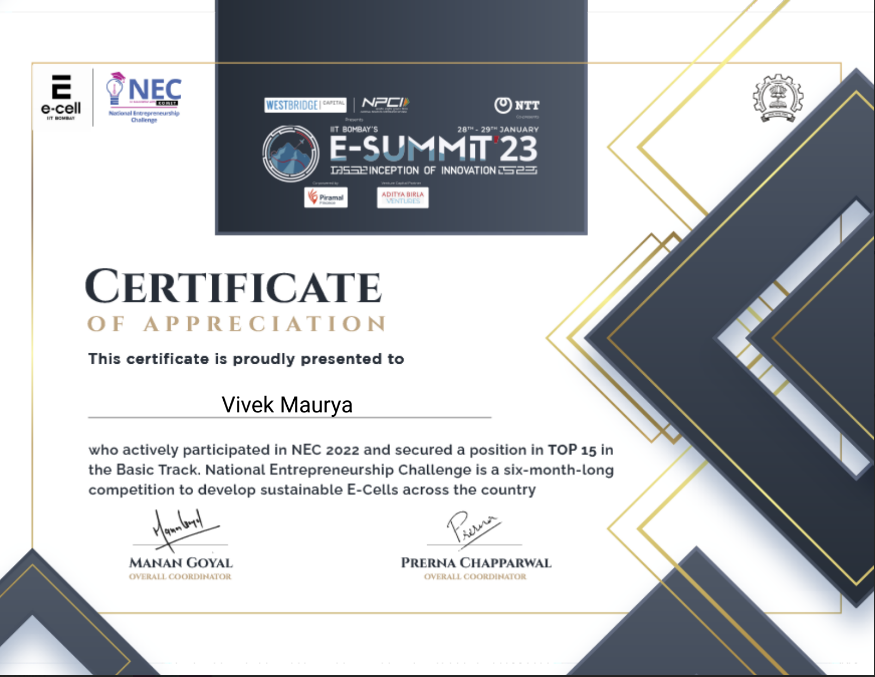 e-cell
IIT BOMBAY
NEC
National Entrepreneurship
Challenge
WESTBRIDGE CAPITAL
NPCI
Presents
NTT
IIT BOMBAY'S
28TH - 29TH JANUARY
E-SUMMIT'23
INCEPTION OF INNOVATION
Piramal
ADITYA BIRLA
VENTURES
CERTIFICATE
OF APPRECIATION
This certificate is proudly presented to
Vivek Maurya
who actively participated in NEC 2022 and secured a position in TOP 15 in
the Basic Track. National Entrepreneurship Challenge is a six-month-long
competition to develop sustainable E-Cells across the country
Prerna
MANAN GOYAL
PRERNA CHAPPARWAL
OVERALL COORDINATOR
OVERALL COORDINATOR